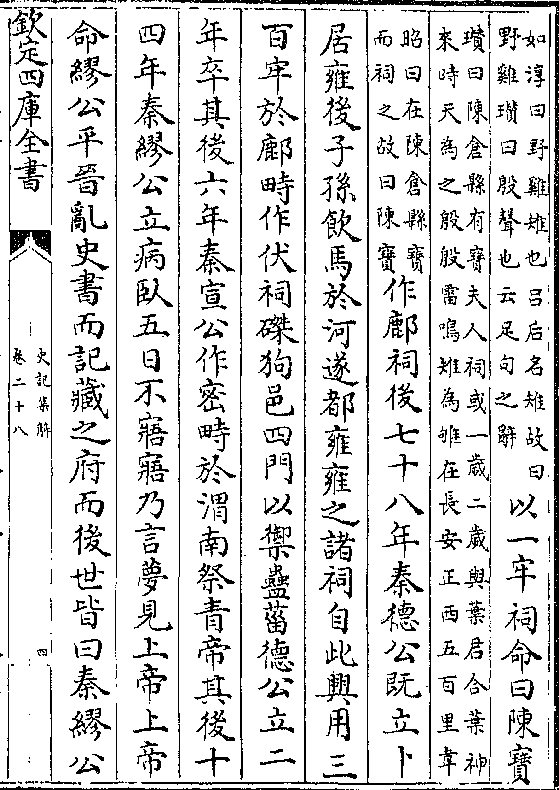 如淳曰野雞雉也呂后名雉故曰
野雞瓚曰殷聲也云足句之辭
以一牢祠命曰陳寶
瓚曰陳倉縣有寶夫人祠或一歲二歲與葉君合葉神
來時天為之殷殷靁鳴雉為雊在長安正西五百里韋
昭曰在陳倉縣寶
而祠之故曰陳寶
作鄜祠後七十八年秦德公既立卜
居雍後子孫飲馬於河遂都雍雍之諸祠自此興用三
百牢於鄜畤作伏祠磔狗邑四門以禦蠱菑德公立二
年卒其後六年秦宣公作密畤於渭南祭青帝其後十
四年秦繆公立病臥五日不寤寤乃言夢見上帝上帝
命繆公平晉亂史書而記藏之府而後世皆曰秦繆公
欽定四庫全書
史記集解
卷二十八
四